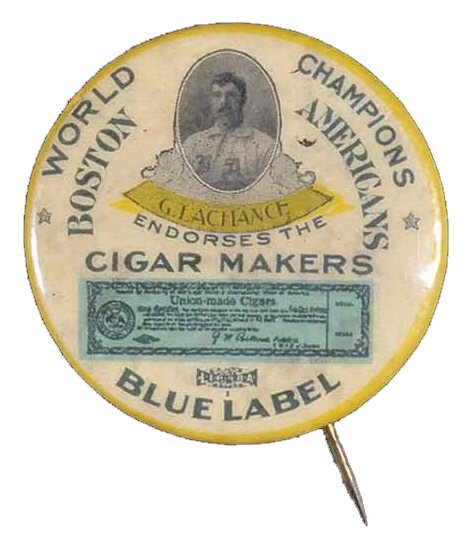 WORLD CHAMPIONS
BOSTON AMERICANS
B A
G. LACHANCE
ENDORSES THE
CIGAR MAKERS
Union-made Cigars.
BLUE LABEL